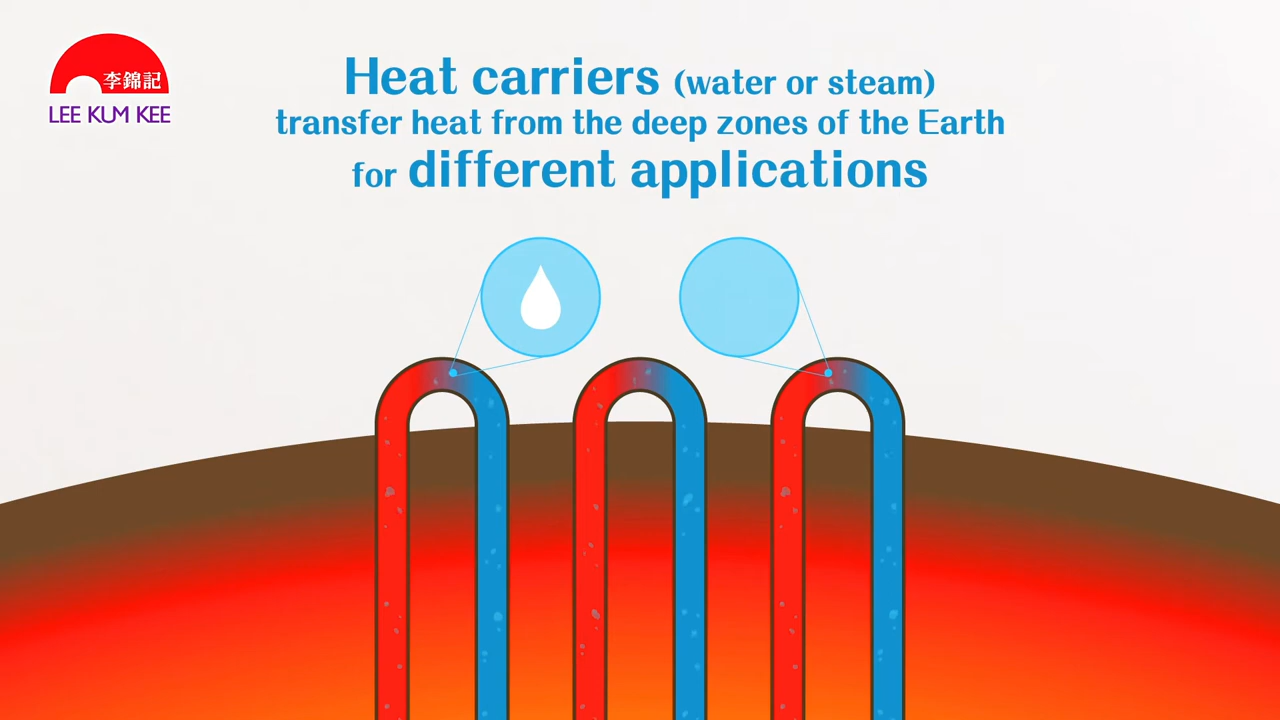 李錦記
LEE KUM KEE
Heat carriers (water or steam)
transfer heat from the deep zones of the Earth
for different applications